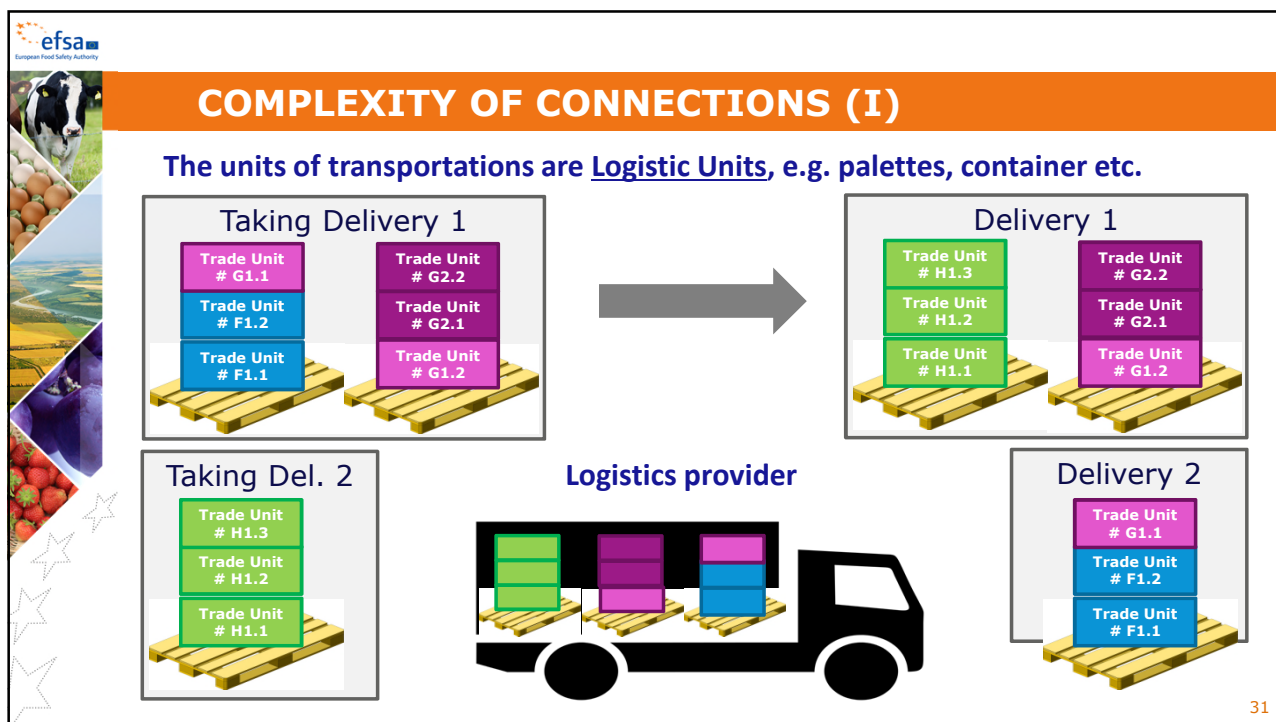 efsa
European Food Safety Authority
COMPLEXITY OF CONNECTIONS (I)
The units of transportations are Logistic Units, e.g. palettes, container etc.
Taking Delivery 1
Trade Unit
# G1.1
Trade Unit
# F1.2
Trade Unit
# F1.1
Trade Unit
# G2.2
Trade Unit
# G2.1
Trade Unit
# G1.2
Delivery 1
Trade Unit
# H1.3
Trade Unit
# H1.2
Trade Unit
# H1.1
Trade Unit
# G2.2
Trade Unit
# G2.1
Trade Unit
# G1.2
Taking Del. 2
Trade Unit
# H1.3
Trade Unit
# H1.2
Trade Unit
# H1.1
Logistics provider
Delivery 2
Trade Unit
# G1.1
Trade Unit
# F1.2
Trade Unit
# F1.1
31